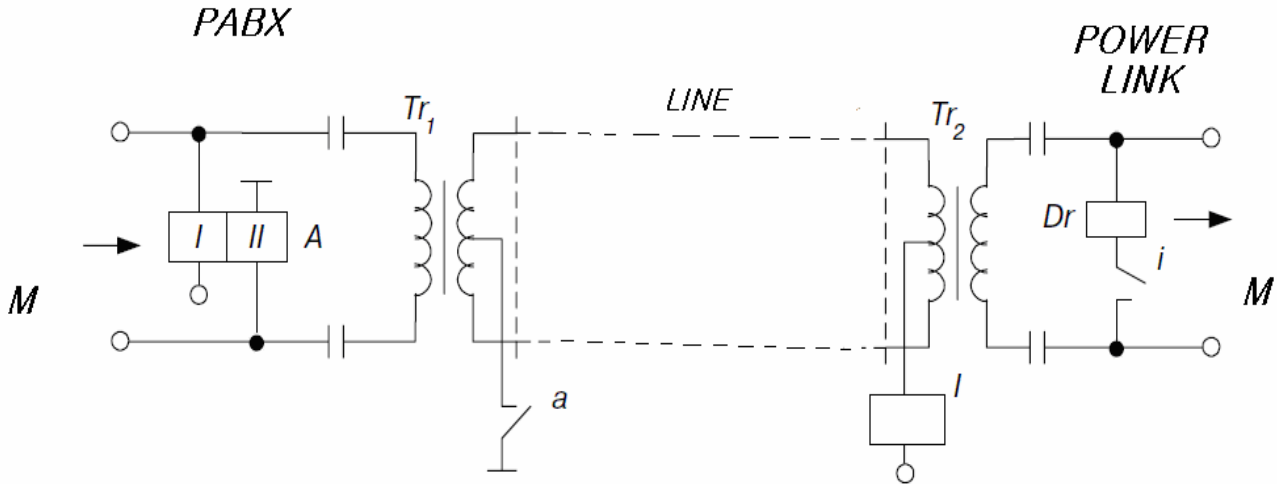 PABX
POWER
LINK
LINE
Tr1
Tr2
I II A
Dr
i
M
M
a
I